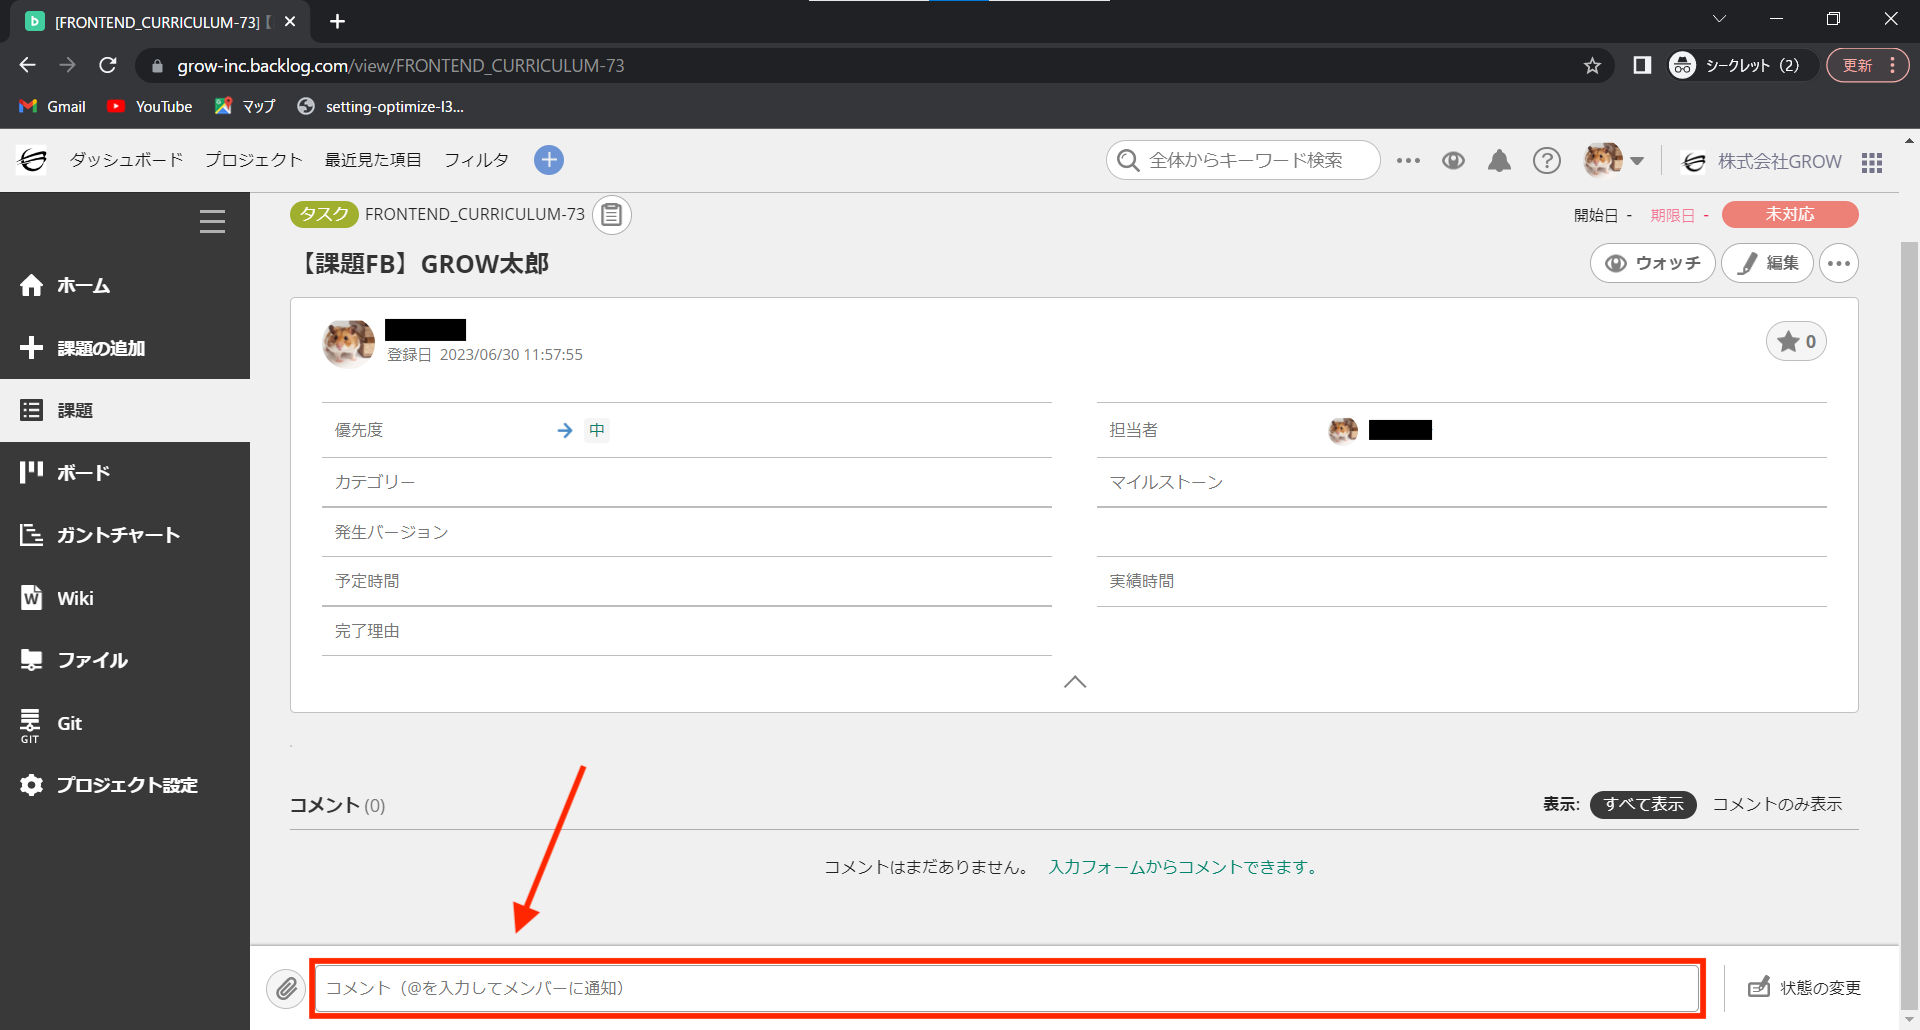 [FRONTEND_CURRICULUM-73]【
grow-inc.backlog.com/view/FRONTEND_CURRICULUM-73
シークレット（2）
更新
Gmail
YouTube
マップ
setting-optimize-l3...
ダッシュボード
プロジェクト
最近見た項目
フィルタ
全体からキーワード検索
株式会社GROW
タスク
FRONTEND_CURRICULUM-73
開始日 -
期限日 -
未対応
【課題FB】GROW太郎
ウォッチ
編集
ホーム
課題の追加
課題
ボード
ガントチャート
Wiki
ファイル
GIT
Git
プロジェクト設定
登録日 2023/06/30 11:57:55
0
優先度
中
担当者
カテゴリー
マイルストーン
発生バージョン
予定時間
実績時間
完了理由
コメント (0)
表示:
すべて表示
コメントのみ表示
コメントはまだありません。 入力フォームからコメントできます。
コメント（@を入力してメンバーに通知）
状態の変更